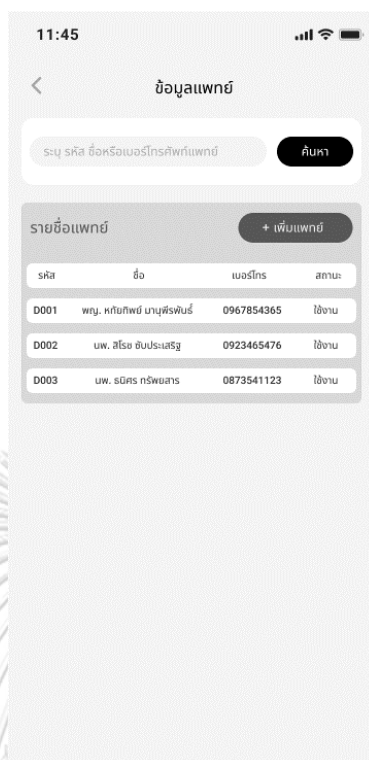 11:45
ข้อมูลแพทย์
ระบุ รหัส ชื่อหรือเบอร์โทรศัพท์แพทย์ ค้นหา
รายชื่อแพทย์ + เพิ่มแพทย์
รหัส ชื่อ เบอร์โทร สถานะ
D001 พญ. หทัยทิพย์ มานุพีรพันธ์ 0967854365 ใช้งาน
D002 นพ. สิโรช ซับประเสริฐ 0923465476 ใช้งาน
D003 นพ. ธนิศร ทรัพยสาร 0873541123 ใช้งาน